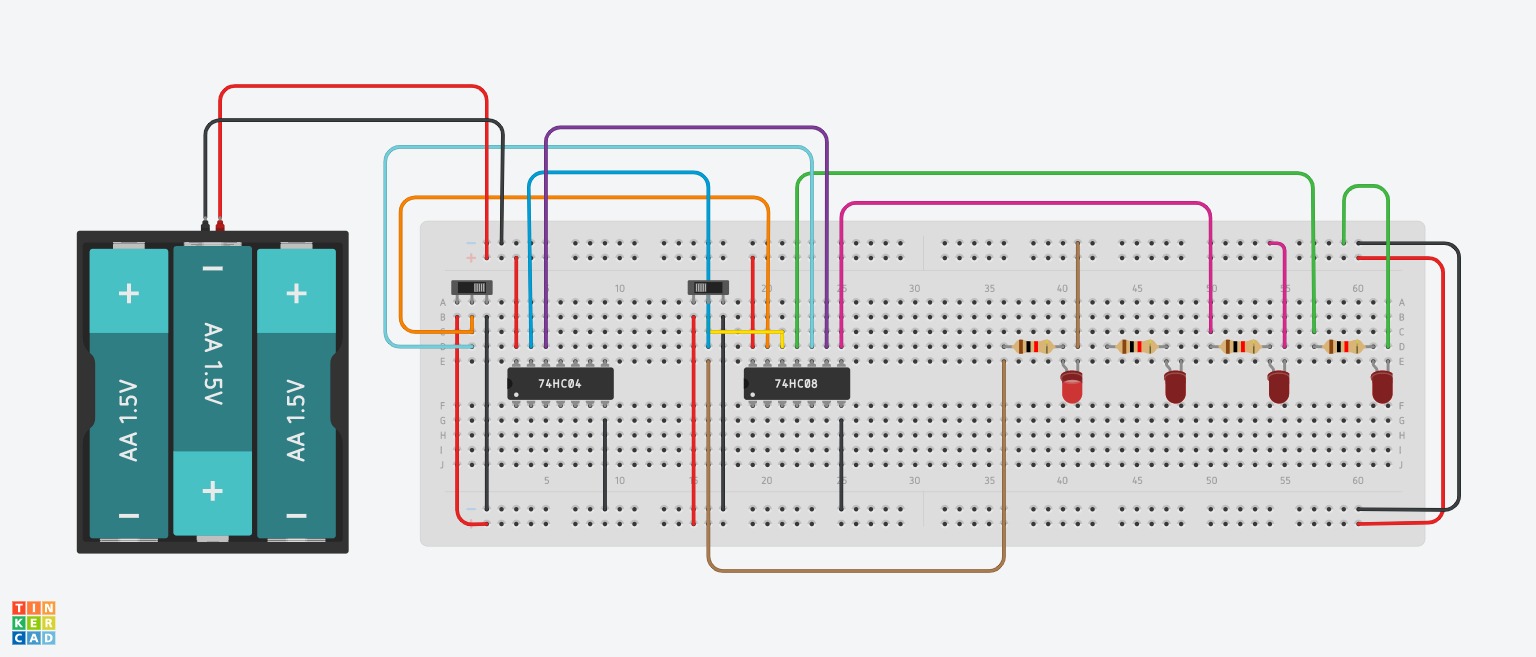 − +
5 10 15 20 25 30 35 40 45 50 55 60
A A
B B
C C
D D
E E
+ − +
AA 1.5V AA 1.5V AA 1.5V
− + −
74HC04 74HC08
F F
G G
H H
I I
J J
5 10 15 20 25 30 35 40 45 50 55 60
−
TIN
KER
CAD